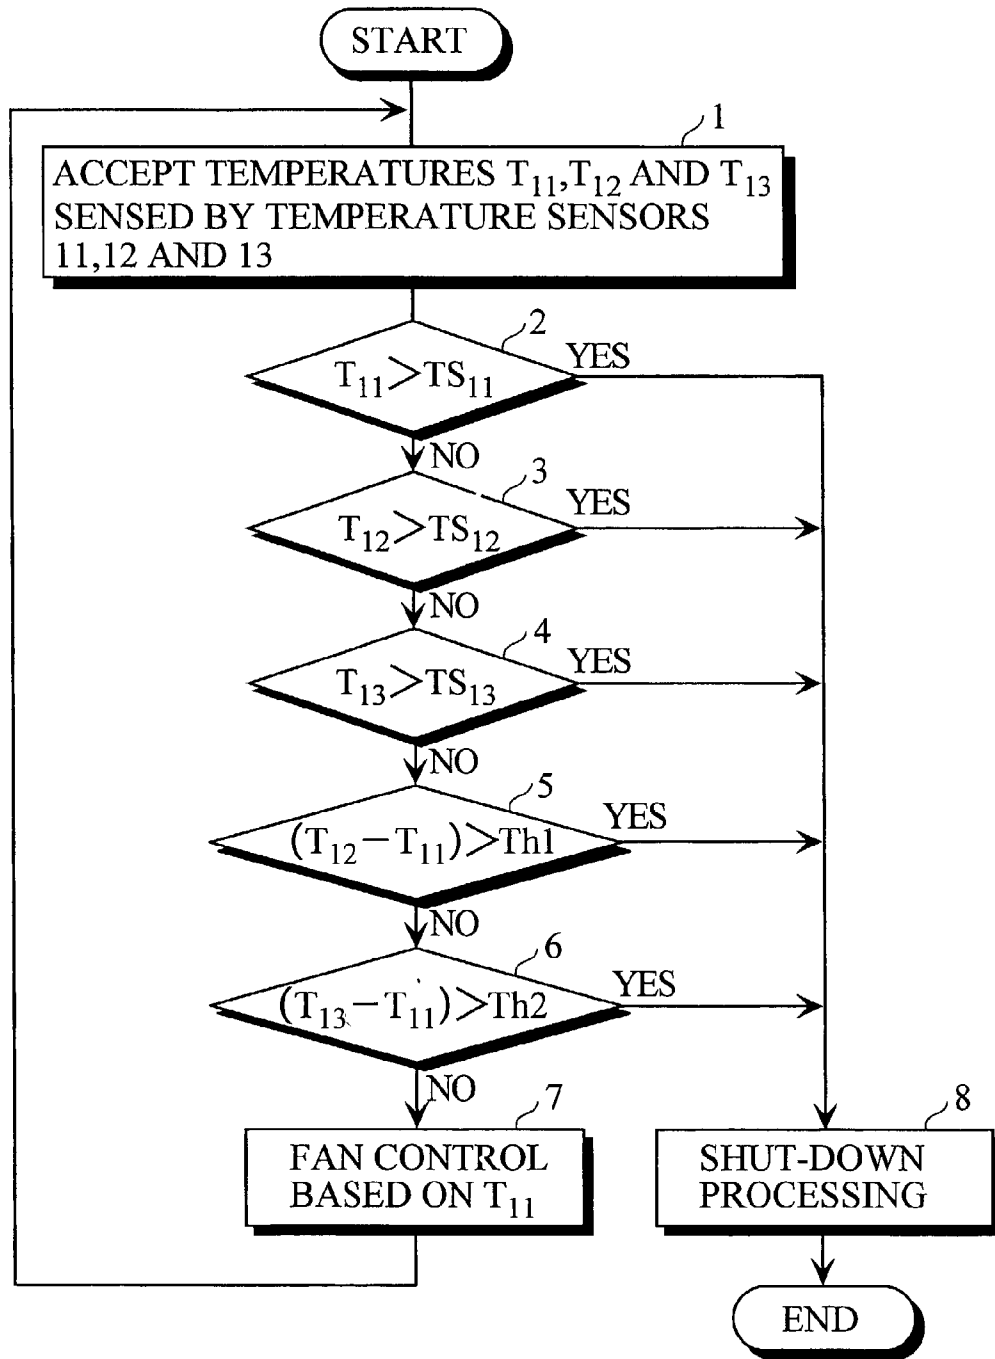 START
1
ACCEPT TEMPERATURES T₁₁,T₁₂ AND T₁₃
SENSED BY TEMPERATURE SENSORS
11,12 AND 13
2
T₁₁>TS₁₁
YES
NO
3
T₁₂>TS₁₂
YES
NO
4
T₁₃>TS₁₃
YES
NO
5
(T₁₂−T₁₁)>Th1
YES
NO
6
(T₁₃−T₁₁)>Th2
YES
NO
7
FAN CONTROL
BASED ON T₁₁
8
SHUT-DOWN
PROCESSING
END